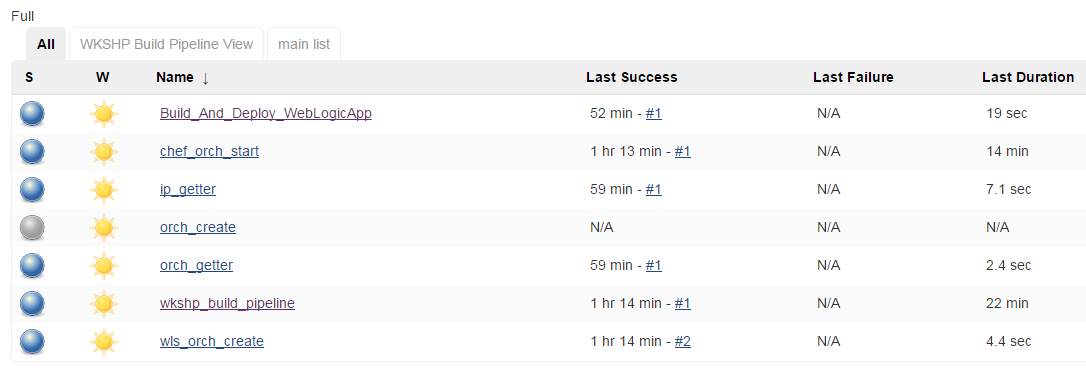 Full
All WKSHP Build Pipeline View main list
S W Name ↓ Last Success Last Failure Last Duration
Build_And_Deploy_WebLogicApp 52 min - #1 N/A 19 sec
chef_orch_start 1 hr 13 min - #1 N/A 14 min
ip_getter 59 min - #1 N/A 7.1 sec
orch_create N/A N/A N/A
orch_getter 59 min - #1 N/A 2.4 sec
wkshp_build_pipeline 1 hr 14 min - #1 N/A 22 min
wls_orch_create 1 hr 14 min - #2 N/A 4.4 sec